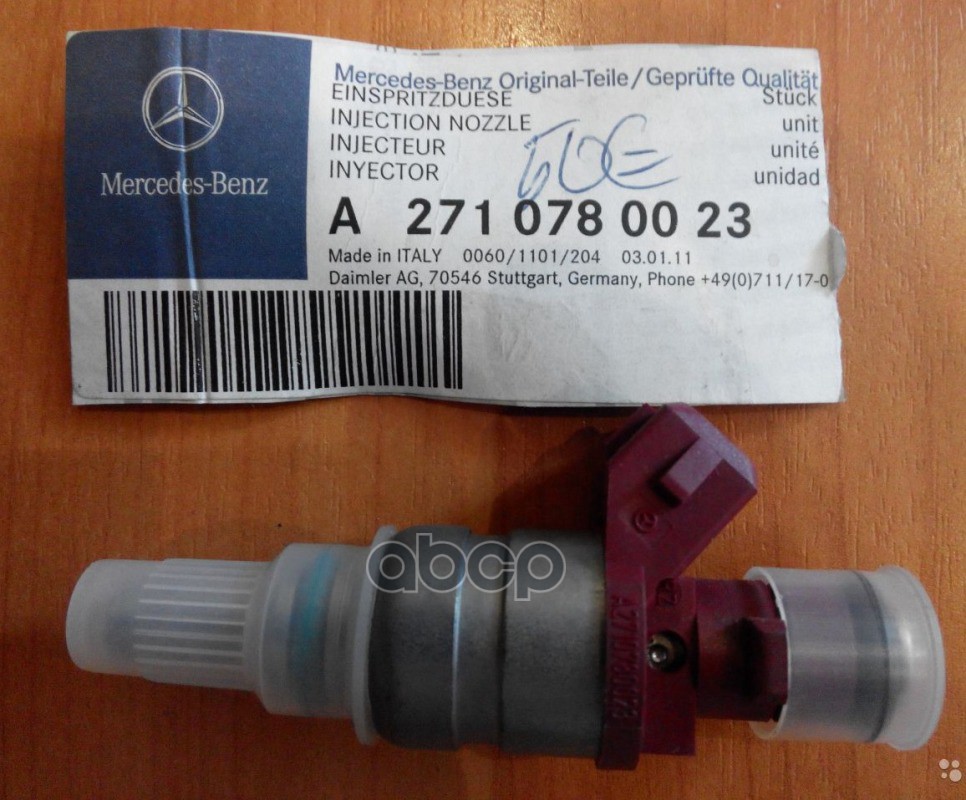 Mercedes-Benz
Mercedes-Benz Original-Teile/Geprüfte Qualität
EINSPRITZDUESE Stück
INJECTION NOZZLE unit
INJECTEUR unité
INYECTOR unidad
A 271 078 00 23
Made in ITALY 0060/1101/204 03.01.11
Daimler AG, 70546 Stuttgart, Germany, Phone +49(0)711/17-0
abcp
A2710780023